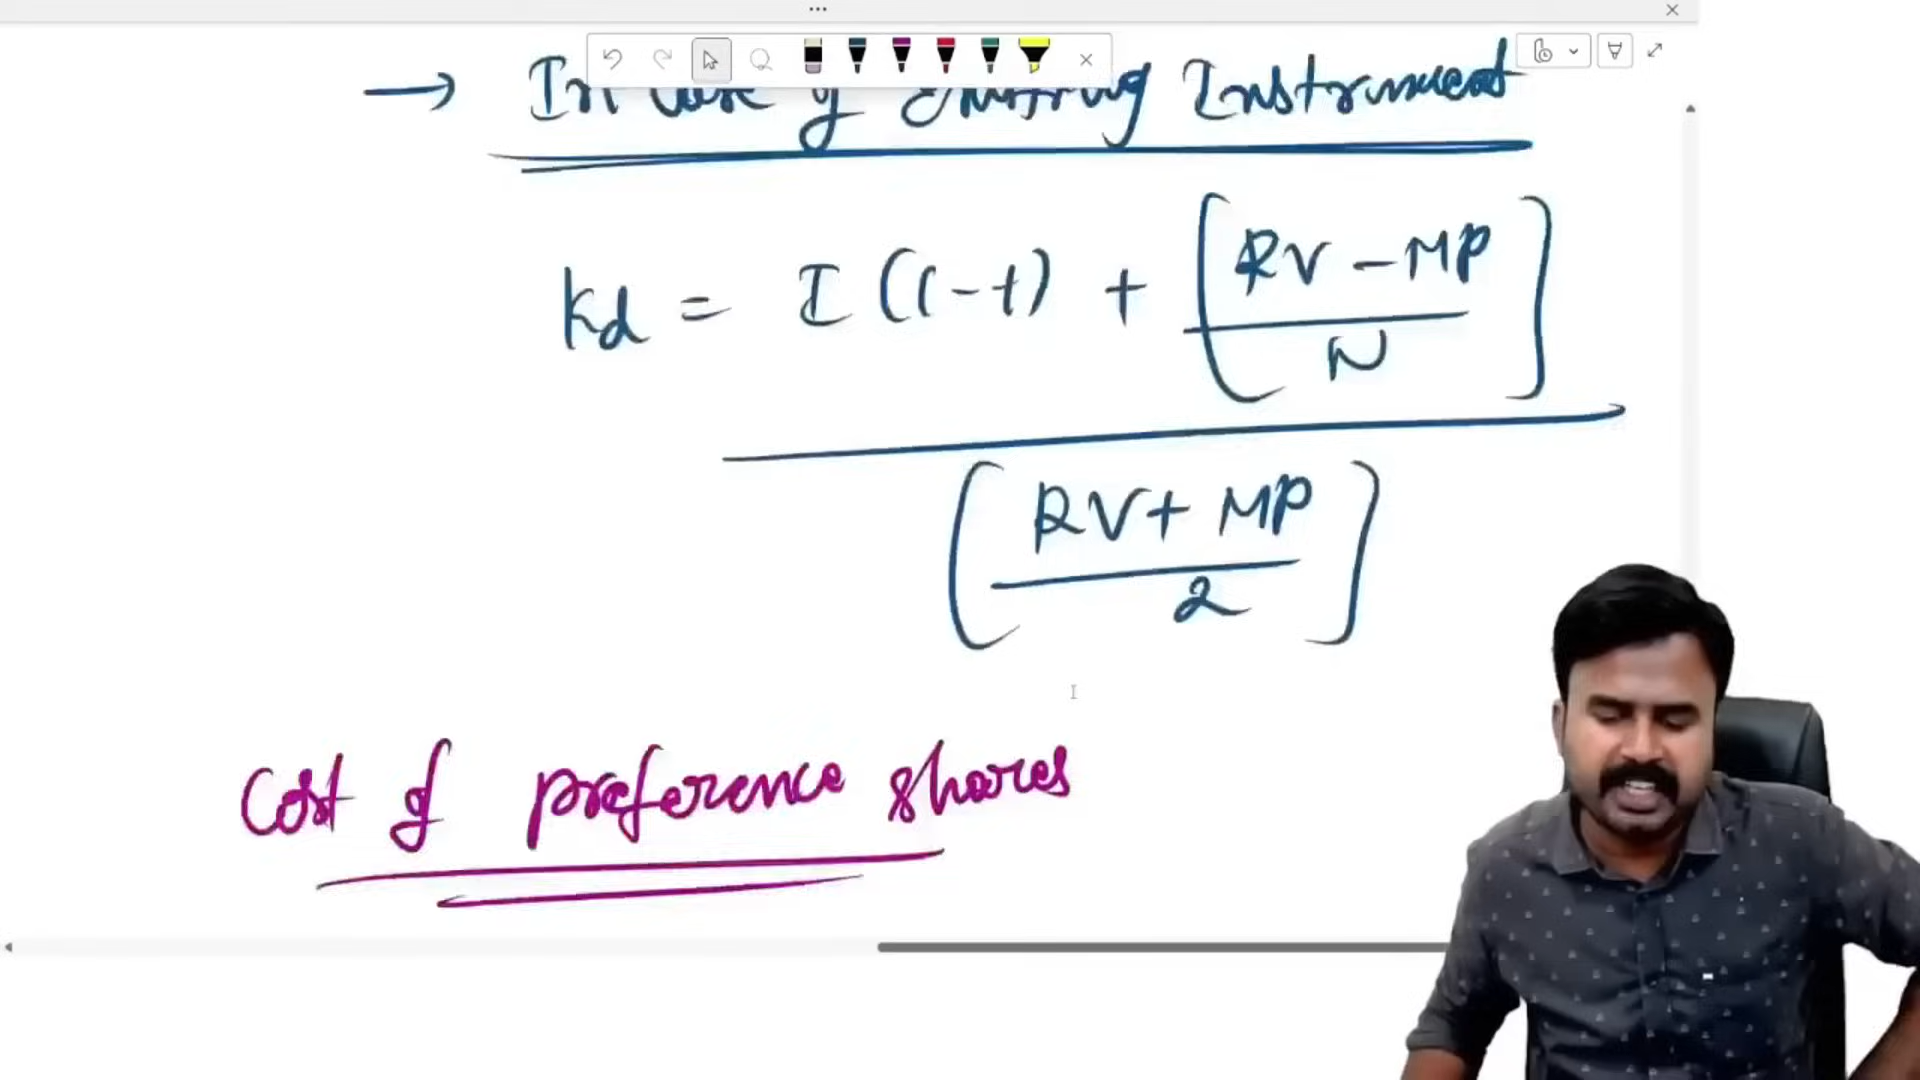 → In case of Existing Instrument
Kd = I (1-t) + [RV - MP
N]
[RV + MP
2]
Cost of preference shares